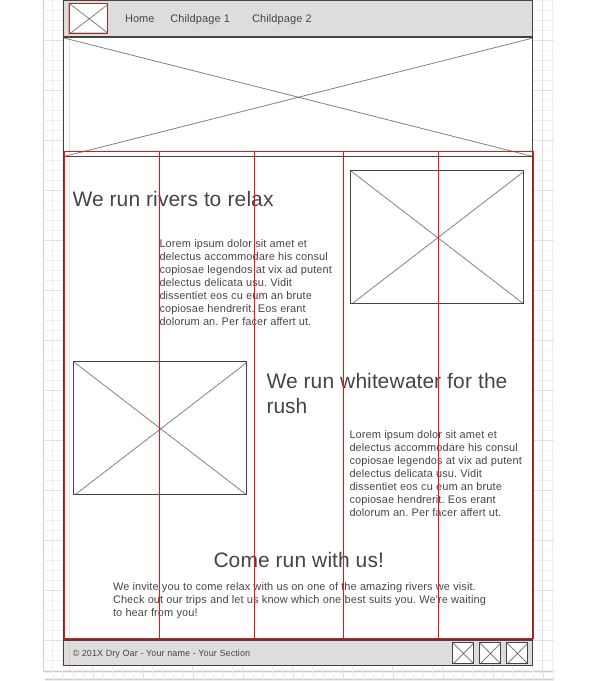 Home Childpage 1 Childpage 2
We run rivers to relax
Lorem ipsum dolor sit amet et
delectus accommodare his consul
copiosae legendos at vix ad putent
delectus delicata usu. Vidit
dissentiet eos cu eum an brute
copiosae hendrerit. Eos erant
dolorum an. Per facer affert ut.
We run whitewater for the
rush
Lorem ipsum dolor sit amet et
delectus accommodare his consul
copiosae legendos at vix ad putent
delectus delicata usu. Vidit
dissentiet eos cu eum an brute
copiosae hendrerit. Eos erant
dolorum an. Per facer affert ut.
Come run with us!
We invite you to come relax with us on one of the amazing rivers we visit.
Check out our trips and let us know which one best suits you. We're waiting
to hear from you!
© 201X Dry Oar - Your name - Your Section